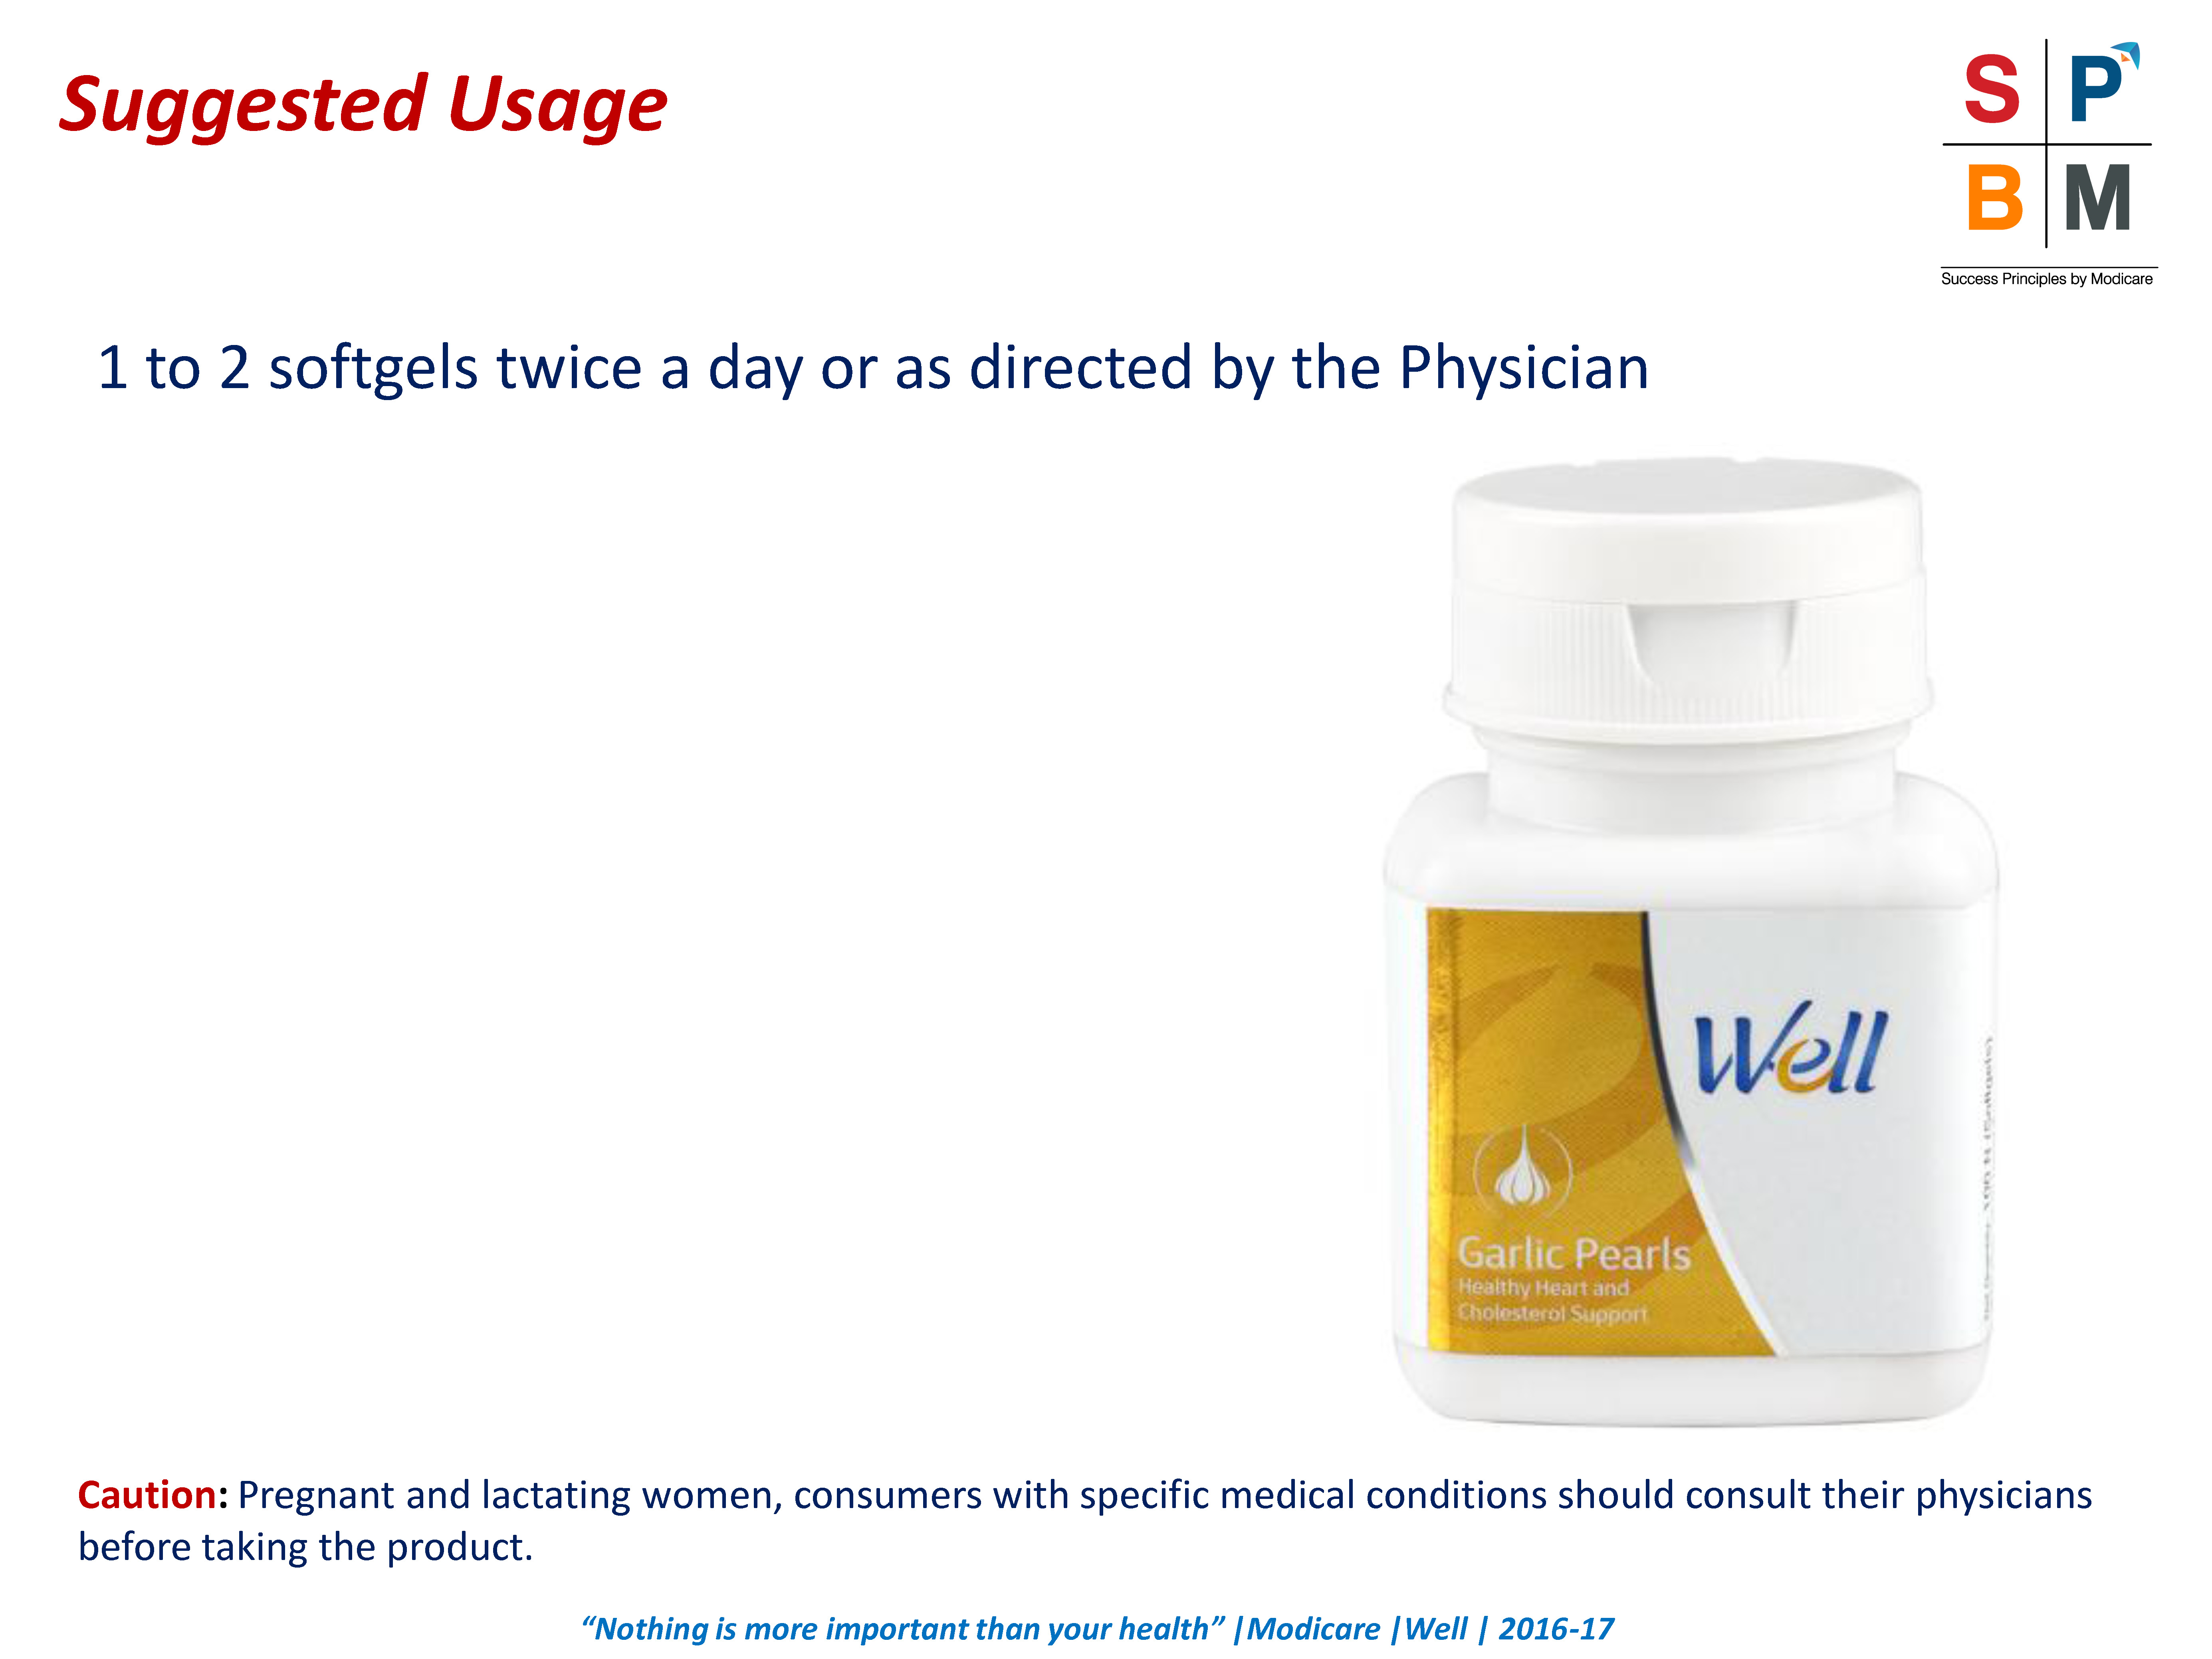 Suggested Usage
S P
B M
Success Principles by Modicare
1 to 2 softgels twice a day or as directed by the Physician
Well
Garlic Pearls
Healthy Heart and
Cholesterol Support
100 N (Softgels)
Caution: Pregnant and lactating women, consumers with specific medical conditions should consult their physicians
before taking the product.
“Nothing is more important than your health” |Modicare |Well | 2016-17